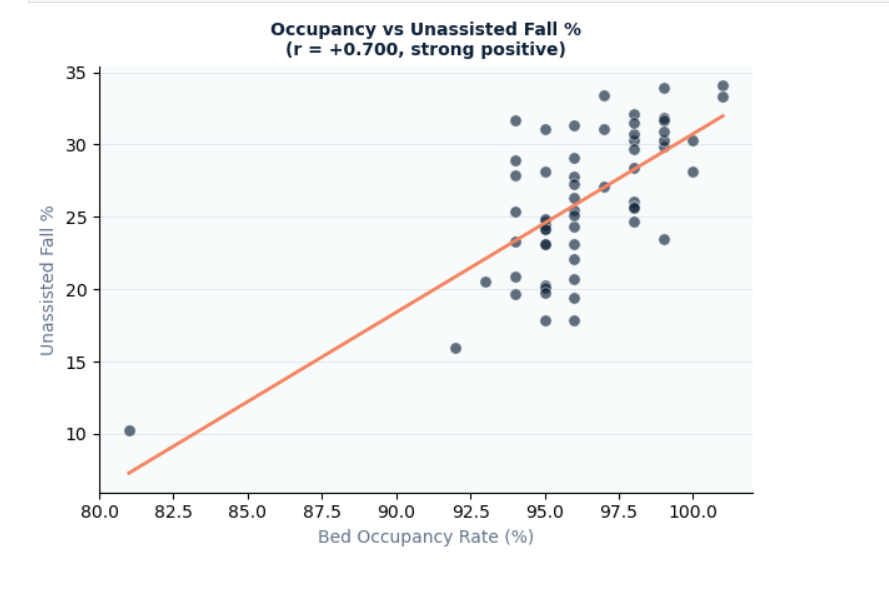 Occupancy vs Unassisted Fall %
(r = +0.700, strong positive)
35
30
25
20
15
10
Unassisted Fall %
80.0 82.5 85.0 87.5 90.0 92.5 95.0 97.5 100.0
Bed Occupancy Rate (%)